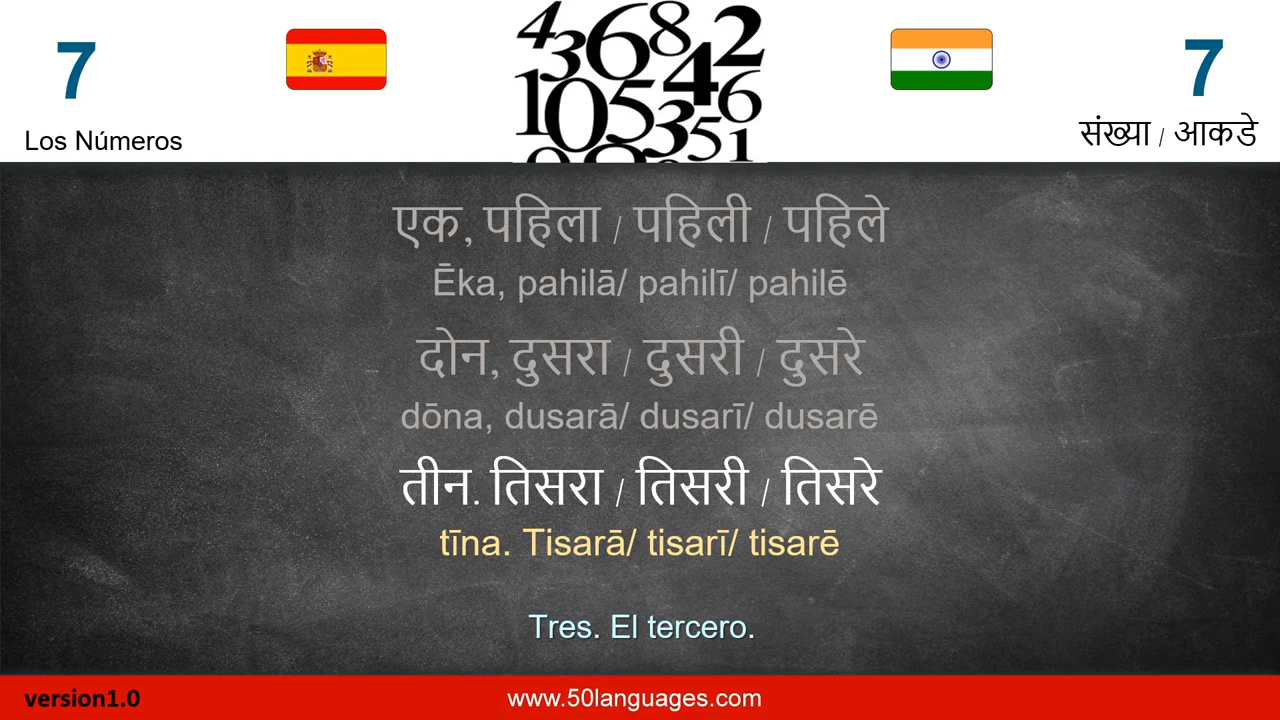 7
7
Los Números
संख्या / आकडे
एक, पहिला / पहिली / पहिले
Ēka, pahilā/ pahilī/ pahilē
दोन, दुसरा / दुसरी / दुसरे
dōna, dusarā/ dusarī/ dusarē
तीन. तिसरा / तिसरी / तिसरे
tīna. Tisarā/ tisarī/ tisarē
Tres. El tercero.
version1.0
www.50languages.com